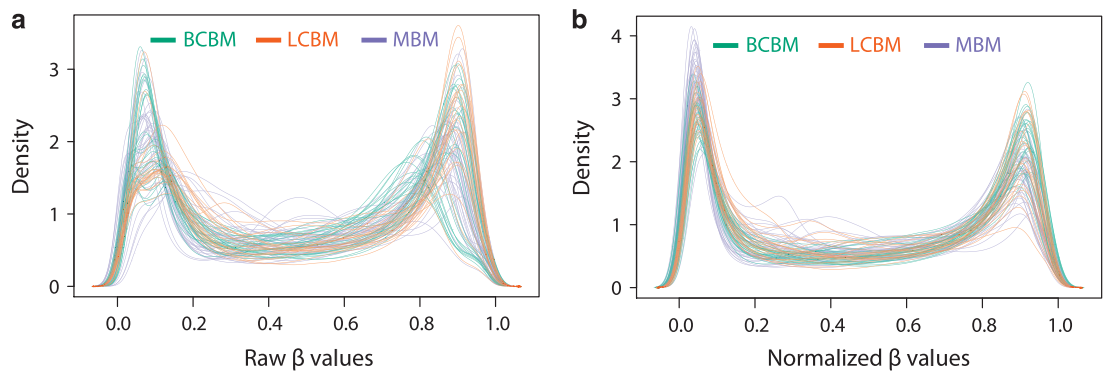 a
BCBM LCBM MBM
Density
3
2
1
0
0.0 0.2 0.4 0.6 0.8 1.0
Raw β values
b
BCBM LCBM MBM
Density
4
3
2
1
0
0.0 0.2 0.4 0.6 0.8 1.0
Normalized β values